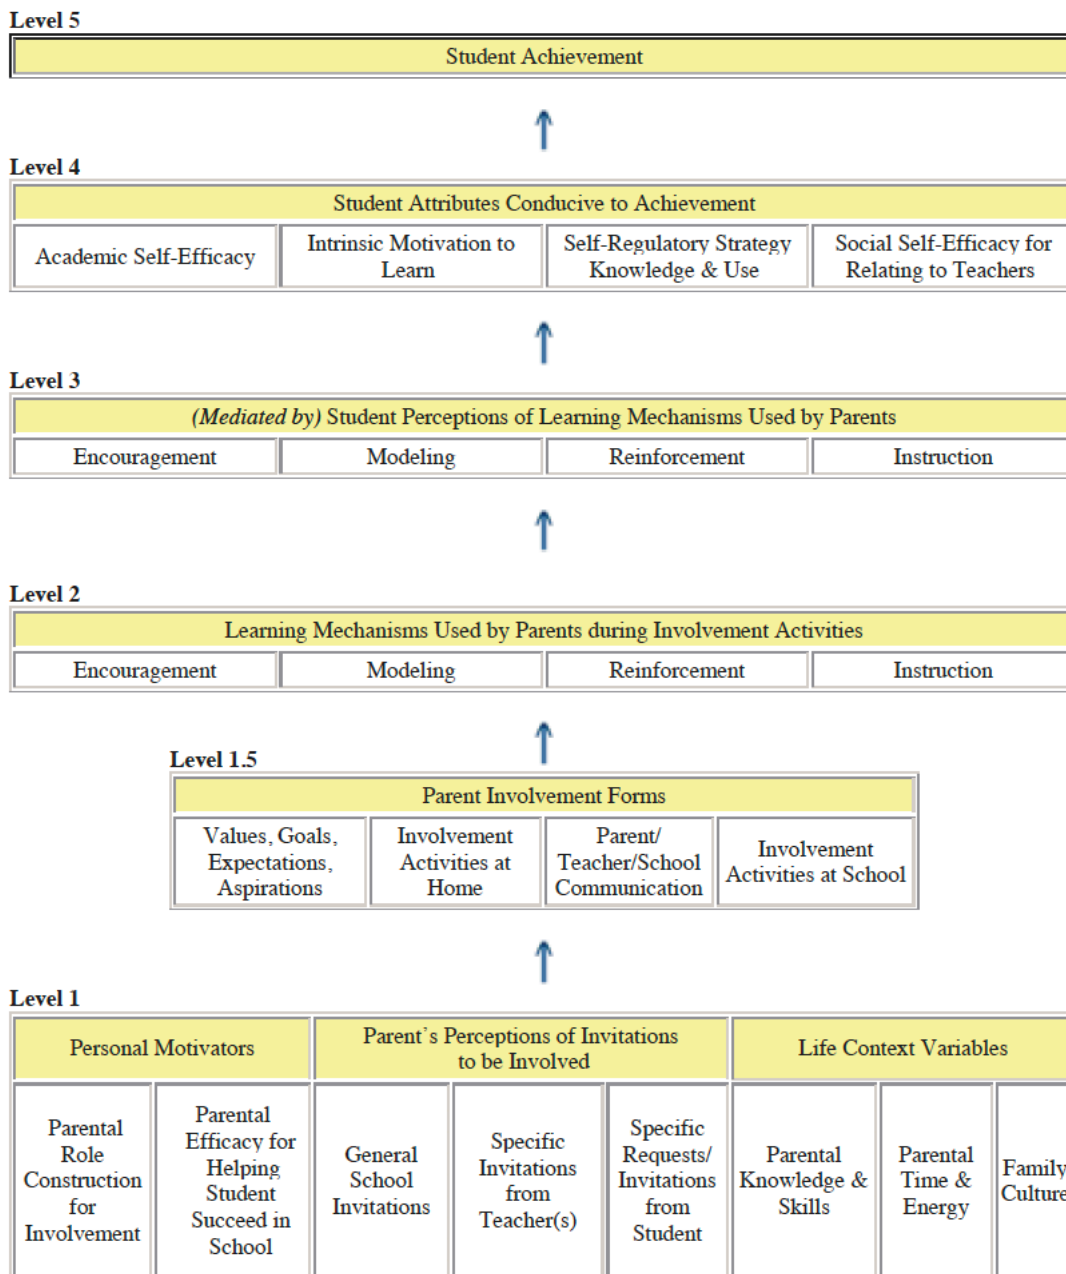 Level 5
Student Achievement
Level 4
Student Attributes Conducive to Achievement
Academic Self-Efficacy
Intrinsic Motivation to
Learn
Self-Regulatory Strategy
Knowledge & Use
Social Self-Efficacy for
Relating to Teachers
Level 3
(Mediated by) Student Perceptions of Learning Mechanisms Used by Parents
Encouragement
Modeling
Reinforcement
Instruction
Level 2
Learning Mechanisms Used by Parents during Involvement Activities
Encouragement
Modeling
Reinforcement
Instruction
Level 1.5
Parent Involvement Forms
Values, Goals,
Expectations,
Aspirations
Involvement
Activities at
Home
Parent/
Teacher/School
Communication
Involvement
Activities at School
Level 1
Personal Motivators
Parent's Perceptions of Invitations
to be Involved
Life Context Variables
Parental
Role
Construction
for
Involvement
Parental
Efficacy for
Helping
Student
Succeed in
School
General
School
Invitations
Specific
Invitations
from
Teacher(s)
Specific
Requests/
Invitations
from
Student
Parental
Knowledge &
Skills
Parental
Time &
Energy
Family
Culture